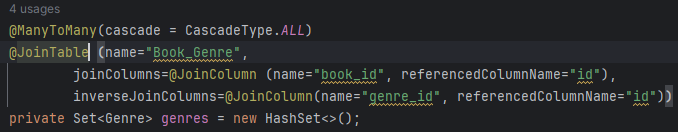 4 usages
@ManyToMany(cascade = CascadeType.ALL)
@JoinTable (name="Book_Genre",
        joinColumns=@JoinColumn (name="book_id", referencedColumnName="id"),
        inverseJoinColumns=@JoinColumn(name="genre_id", referencedColumnName="id"))
private Set<Genre> genres = new HashSet<>();